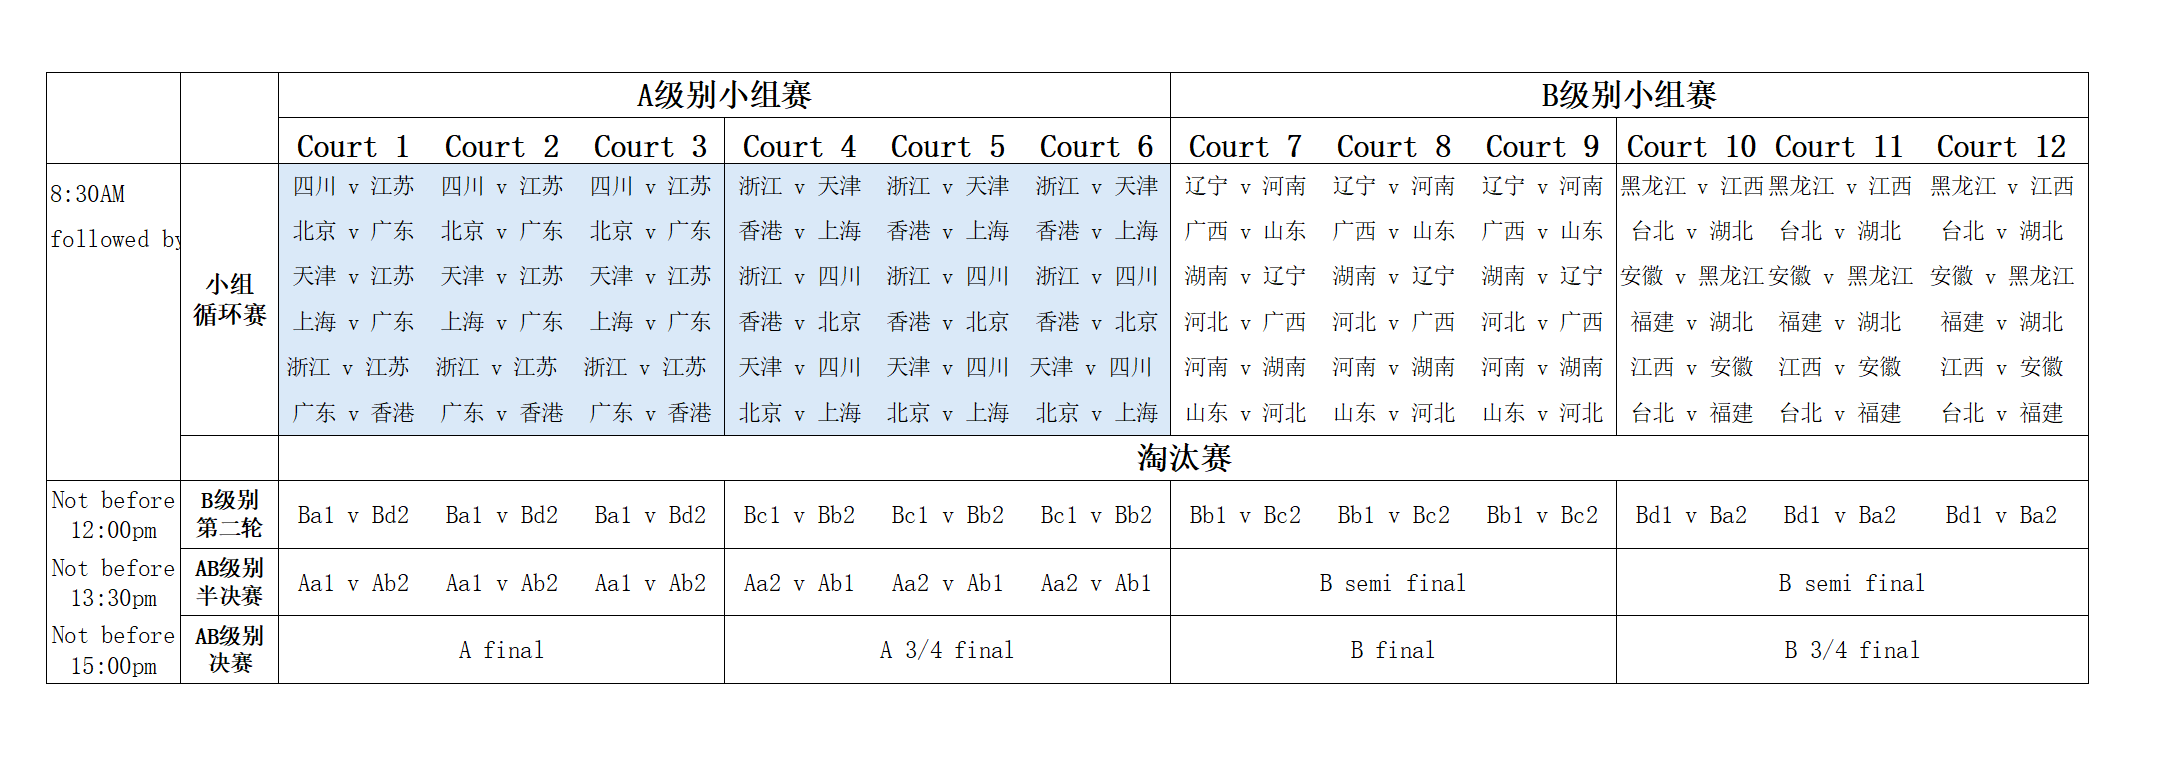 A级别小组赛 B级别小组赛
Court 1 Court 2 Court 3 Court 4 Court 5 Court 6 Court 7 Court 8 Court 9 Court 10 Court 11 Court 12
8:30AM
followed by
小组
循环赛
四川 v 江苏 四川 v 江苏 四川 v 江苏 浙江 v 天津 浙江 v 天津 浙江 v 天津 辽宁 v 河南 辽宁 v 河南 辽宁 v 河南 黑龙江 v 江西 黑龙江 v 江西 黑龙江 v 江西
北京 v 广东 北京 v 广东 北京 v 广东 香港 v 上海 香港 v 上海 香港 v 上海 广西 v 山东 广西 v 山东 广西 v 山东 台北 v 湖北 台北 v 湖北 台北 v 湖北
天津 v 江苏 天津 v 江苏 天津 v 江苏 浙江 v 四川 浙江 v 四川 浙江 v 四川 湖南 v 辽宁 湖南 v 辽宁 湖南 v 辽宁 安徽 v 黑龙江 安徽 v 黑龙江 安徽 v 黑龙江
上海 v 广东 上海 v 广东 上海 v 广东 香港 v 北京 香港 v 北京 香港 v 北京 河北 v 广西 河北 v 广西 河北 v 广西 福建 v 湖北 福建 v 湖北 福建 v 湖北
浙江 v 江苏 浙江 v 江苏 浙江 v 江苏 天津 v 四川 天津 v 四川 天津 v 四川 河南 v 湖南 河南 v 湖南 河南 v 湖南 江西 v 安徽 江西 v 安徽 江西 v 安徽
广东 v 香港 广东 v 香港 广东 v 香港 北京 v 上海 北京 v 上海 北京 v 上海 山东 v 河北 山东 v 河北 山东 v 河北 台北 v 福建 台北 v 福建 台北 v 福建
淘汰赛
Not before
12:00pm
B级别
第二轮
Ba1 v Bd2 Ba1 v Bd2 Ba1 v Bd2 Bc1 v Bb2 Bc1 v Bb2 Bc1 v Bb2 Bb1 v Bc2 Bb1 v Bc2 Bb1 v Bc2 Bd1 v Ba2 Bd1 v Ba2 Bd1 v Ba2
Not before
13:30pm
AB级别
半决赛
Aa1 v Ab2 Aa1 v Ab2 Aa1 v Ab2 Aa2 v Ab1 Aa2 v Ab1 Aa2 v Ab1 B semi final B semi final
Not before
15:00pm
AB级别
决赛
A final A 3/4 final B final B 3/4 final